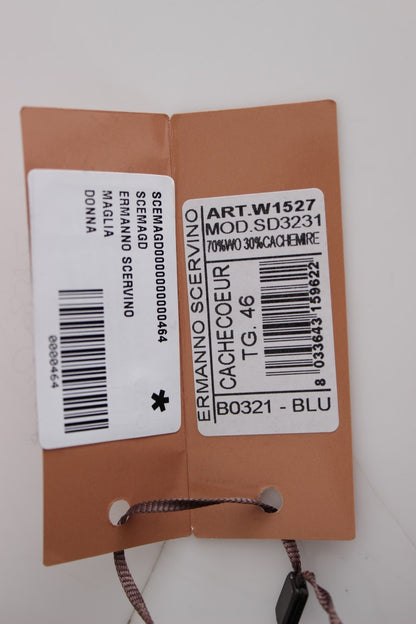 SCEMAGD0000000000464
SCEMAGD
ERMANNO SCERVINO
MAGLIA
DONNA
0000464
*
ERMANNO SCERVINO
ART.W1527
MOD.SD3231
70%WO 30%CACHEMIRE
CACHECOEUR
TG. 46
8 033643 159622
B0321 - BLU